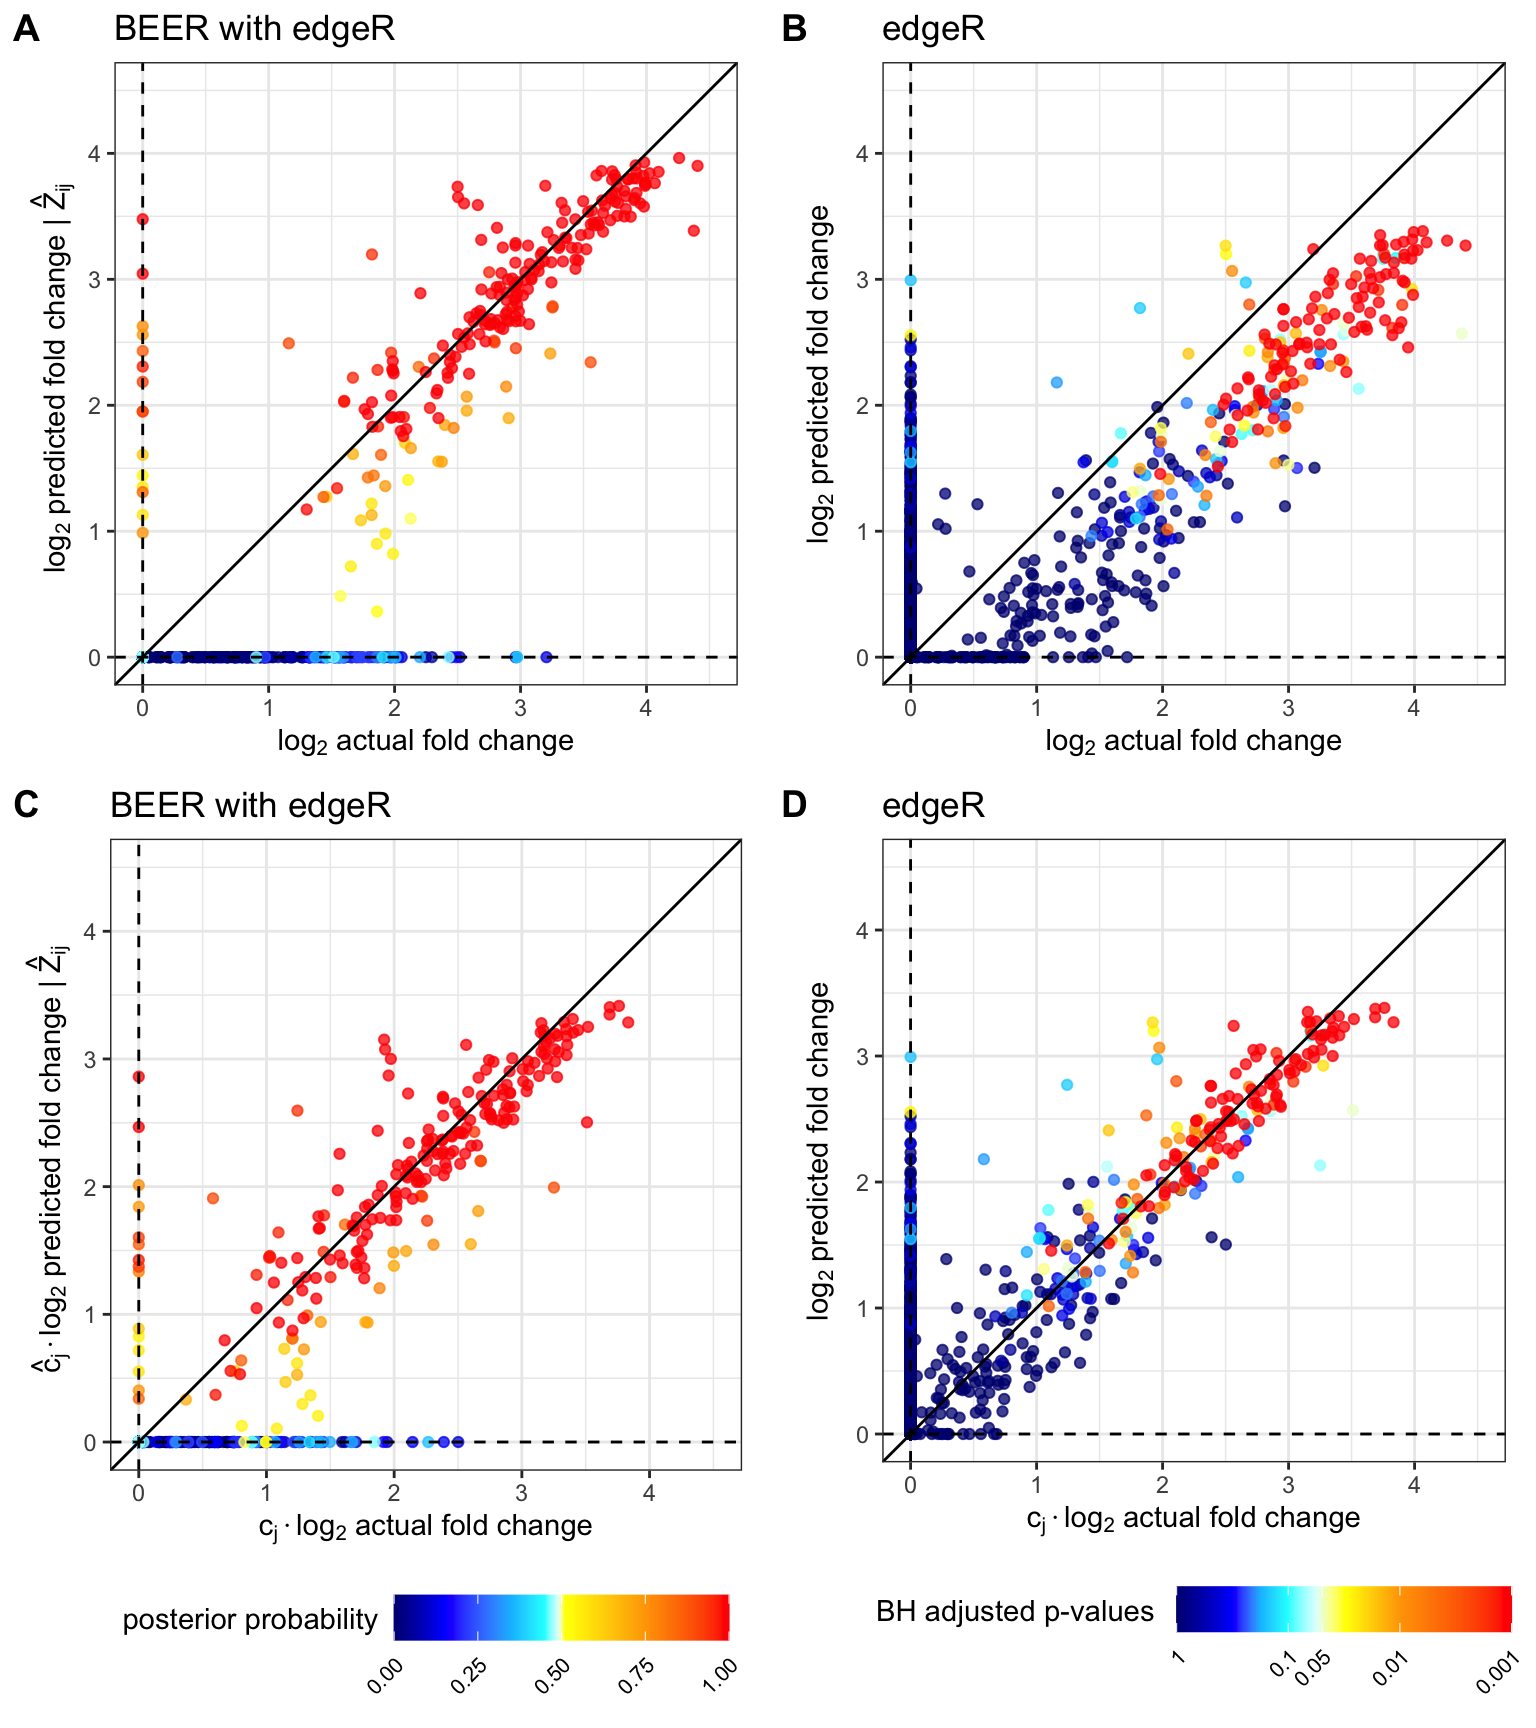 A BEER with edgeR
B edgeR
log₂ predicted fold change | Ẑᵢⱼ
4
3
2
1
0
0 1 2 3 4
log₂ actual fold change
log₂ predicted fold change
4
3
2
1
0
0 1 2 3 4
log₂ actual fold change
C BEER with edgeR
D edgeR
ĉⱼ · log₂ predicted fold change | Ẑᵢⱼ
4
3
2
1
0
0 1 2 3 4
cⱼ · log₂ actual fold change
log₂ predicted fold change
4
3
2
1
0
0 1 2 3 4
cⱼ · log₂ actual fold change
posterior probability
0.00 0.25 0.50 0.75 1.00
BH adjusted p-values
1 0.1 0.05 0.01 0.001